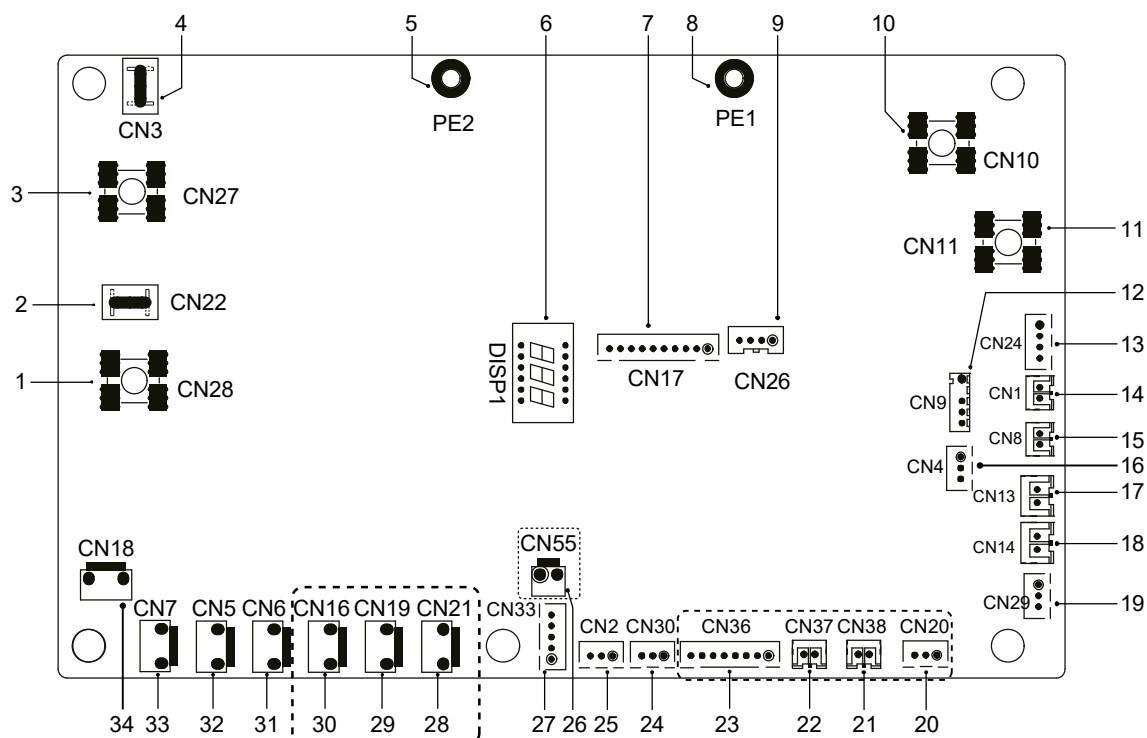 4 5 6 7 8 9 10
CN3 PE2 PE1 CN10
3 CN27
CN11 11
2 CN22
12
DISP1 CN17 CN26 CN24 13
1 CN28
CN9 CN1 14
CN8 15
CN4 16
CN13 17
CN18 CN55 CN14 18
CN7 CN5 CN6 CN16 CN19 CN21 CN33 CN2 CN30 CN36 CN37 CN38 CN20 CN29 19
34 33 32 31 30 29 28 27 26 25 24 23 22 21 20